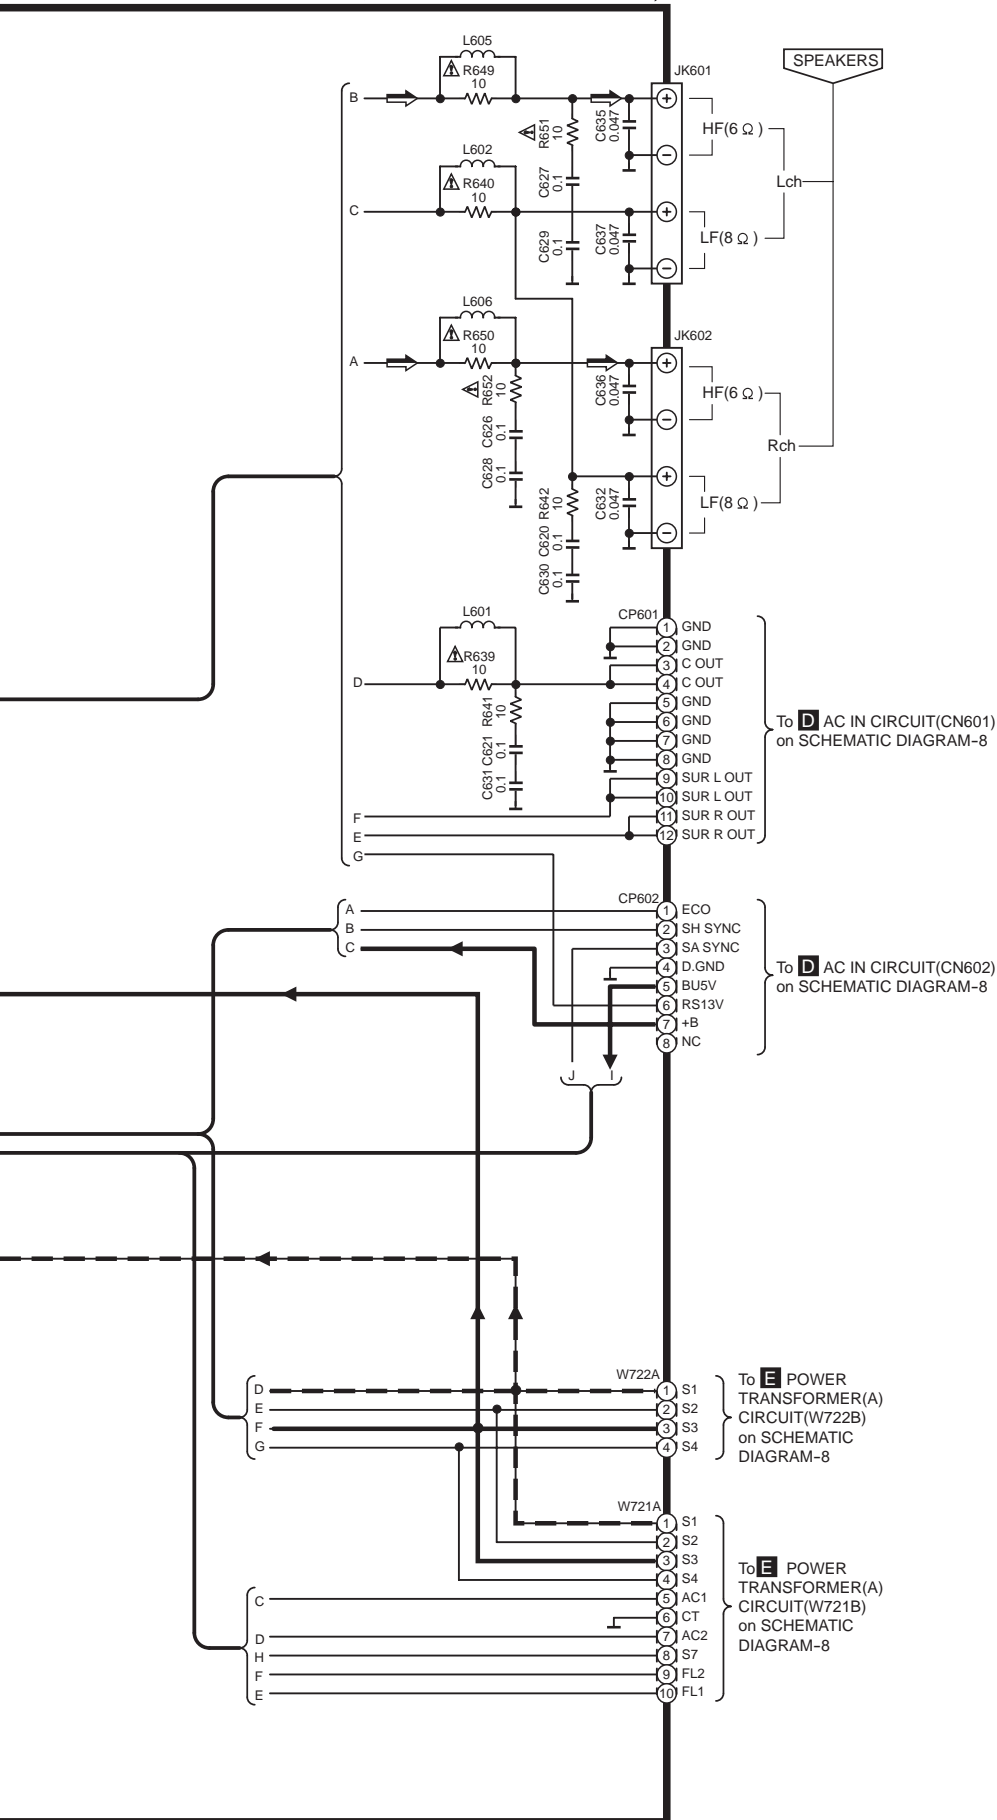 SPEAKERS
L605
R649
10
B
R651
10
C635
0.047
JK601
+
−
HF(6 Ω)
L602
R640
10
C627
0.1
Lch
C
C629
0.1
C637
0.047
+
−
LF(8 Ω)
L606
R650
10
A
R652
10
C636
0.047
JK602
+
−
HF(6 Ω)
C626
0.1
Rch
C628
0.1
R642
10
C632
0.047
+
−
LF(8 Ω)
C620
0.1
C630
0.1
L601
R639
10
D
R641
10
C621
0.1
C631
0.1
F
E
G
CP601
1 GND
2 GND
3 C OUT
4 C OUT
5 GND
6 GND
7 GND
8 GND
9 SUR L OUT
10 SUR L OUT
11 SUR R OUT
12 SUR R OUT
To D AC IN CIRCUIT(CN601)
on SCHEMATIC DIAGRAM-8
A
B
C
CP602
1 ECO
2 SH SYNC
3 SA SYNC
4 D.GND
5 BU5V
6 RS13V
7 +B
8 NC
To D AC IN CIRCUIT(CN602)
on SCHEMATIC DIAGRAM-8
J I
D
E
F
G
W722A
1 S1
2 S2
3 S3
4 S4
To E POWER
TRANSFORMER(A)
CIRCUIT(W722B)
on SCHEMATIC
DIAGRAM-8
W721A
1 S1
2 S2
3 S3
4 S4
5 AC1
6 CT
7 AC2
8 S7
9 FL2
10 FL1
C
D
H
F
E
To E POWER
TRANSFORMER(A)
CIRCUIT(W721B)
on SCHEMATIC
DIAGRAM-8